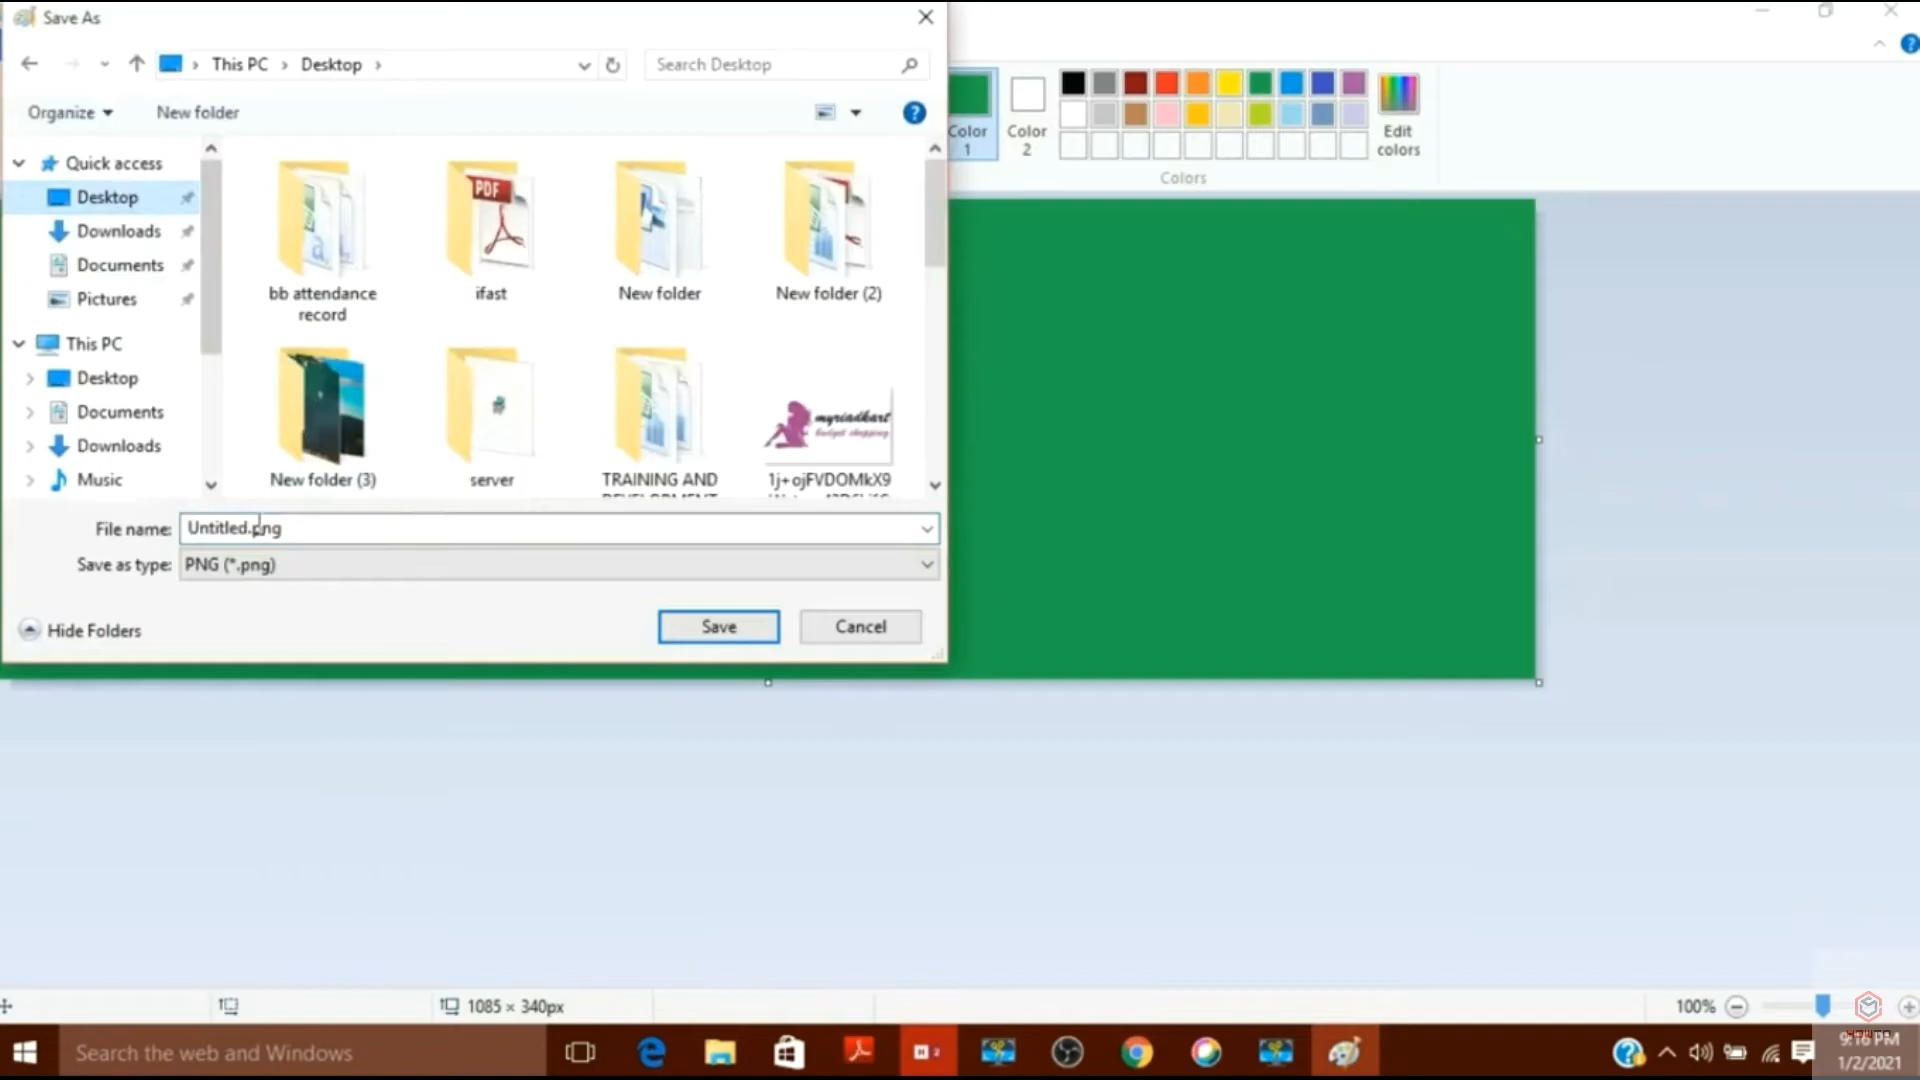 Save As
This PC
Desktop
Search Desktop
Organize
New folder
Quick access
Desktop
Downloads
Documents
Pictures
This PC
Desktop
Documents
Downloads
Music
PDF
bb attendance
record
ifast
New folder
New folder (2)
myriadkart
budget shopping
New folder (3)
server
TRAINING AND
DEVELOPMENT
1j+ojFVDOMkX9
File name:
Untitled.png
Save as type:
PNG (*.png)
Hide Folders
Save
Cancel
Color
1
Color
2
Edit
colors
Colors
1085 × 340px
100%
Search the web and Windows
9:16 PM
1/2/2021